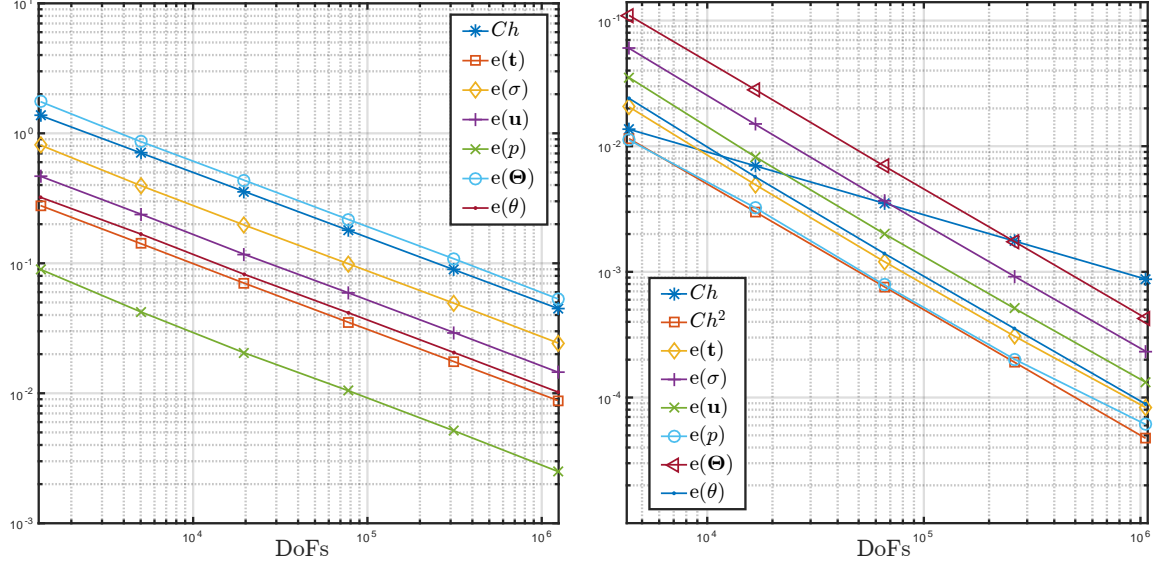 10^1
10^0
10^-1
10^-2
10^-3
10^4
10^5
10^6
DoFs
Ch
e(t)
e(σ)
e(u)
e(p)
e(Θ)
e(θ)
10^-1
10^-2
10^-3
10^-4
10^4
10^5
10^6
DoFs
Ch
Ch^2
e(t)
e(σ)
e(u)
e(p)
e(Θ)
e(θ)